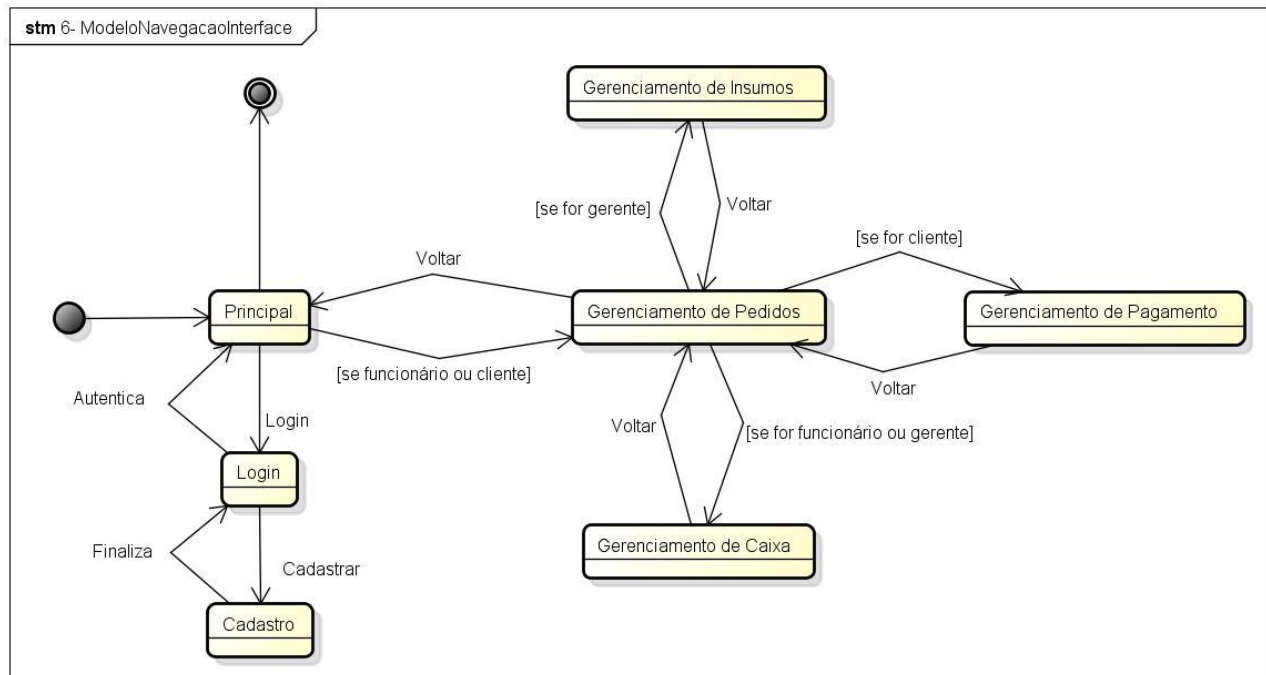 stm 6- ModeloNavegacaoInterface
Gerenciamento de Insumos
[se for gerente]
Voltar
[se for cliente]
Voltar
Principal
Gerenciamento de Pedidos
Gerenciamento de Pagamento
[se funcionário ou cliente]
Voltar
Autentica
Login
Voltar
[se for funcionário ou gerente]
Login
Finaliza
Cadastrar
Gerenciamento de Caixa
Cadastro